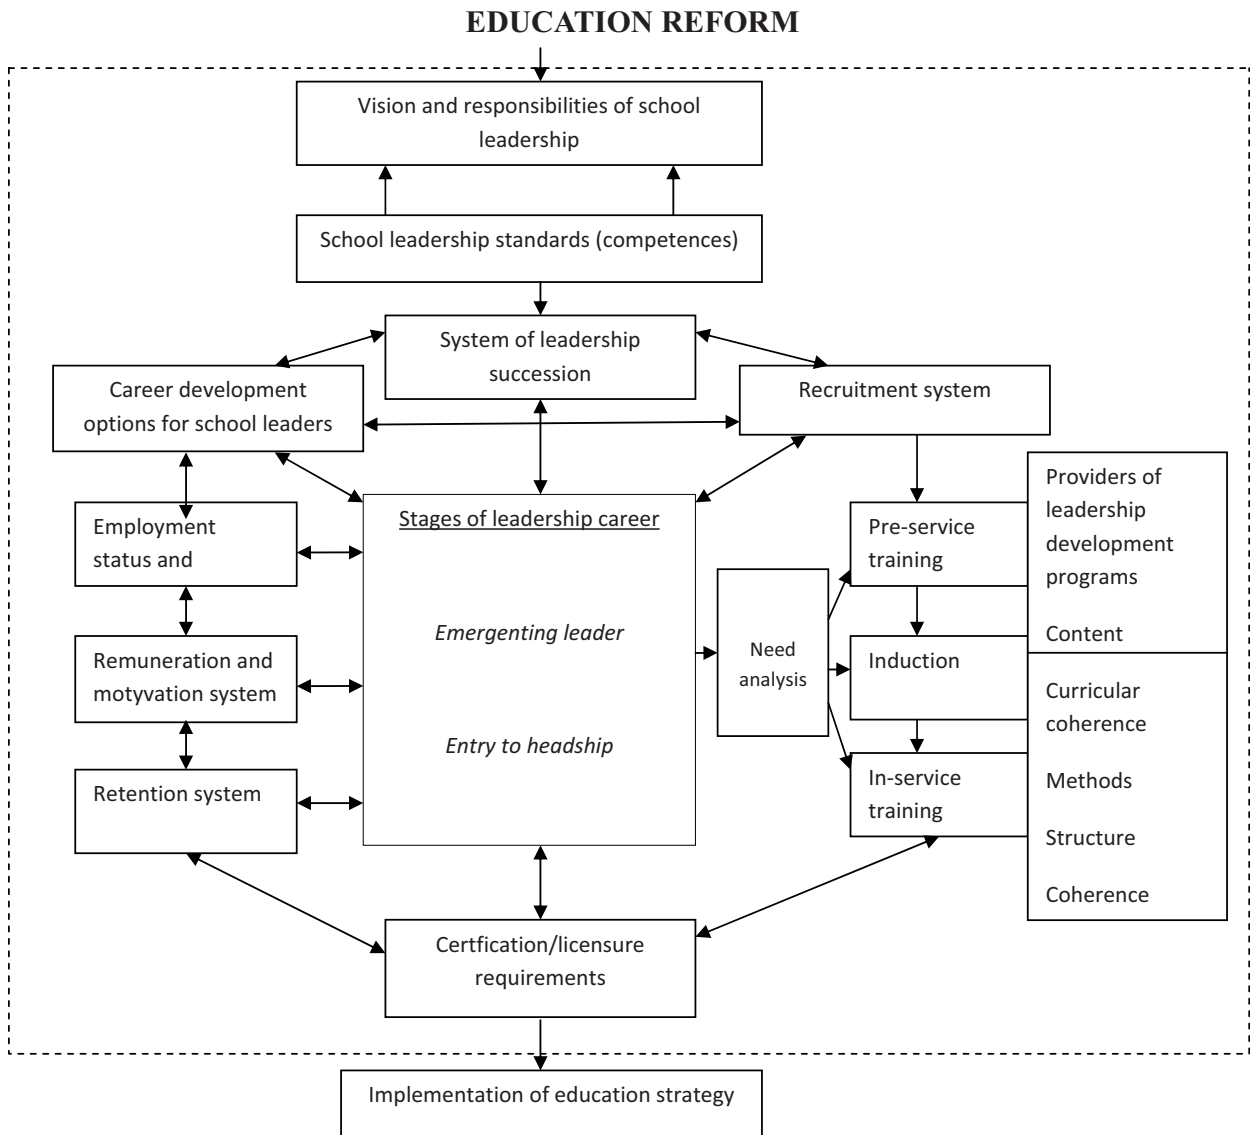 EDUCATION REFORM
Vision and responsibilities of school
leadership
School leadership standards (competences)
System of leadership
succession
Career development
options for school leaders
Recruitment system
Stages of leadership career
Emergenting leader
Entry to headship
Employment
status and
Remuneration and
motyvation system
Retention system
Need
analysis
Pre-service
training
Induction
In-service
training
Providers of
leadership
development
programs
Content
Curricular
coherence
Methods
Structure
Coherence
Certfication/licensure
requirements
Implementation of education strategy